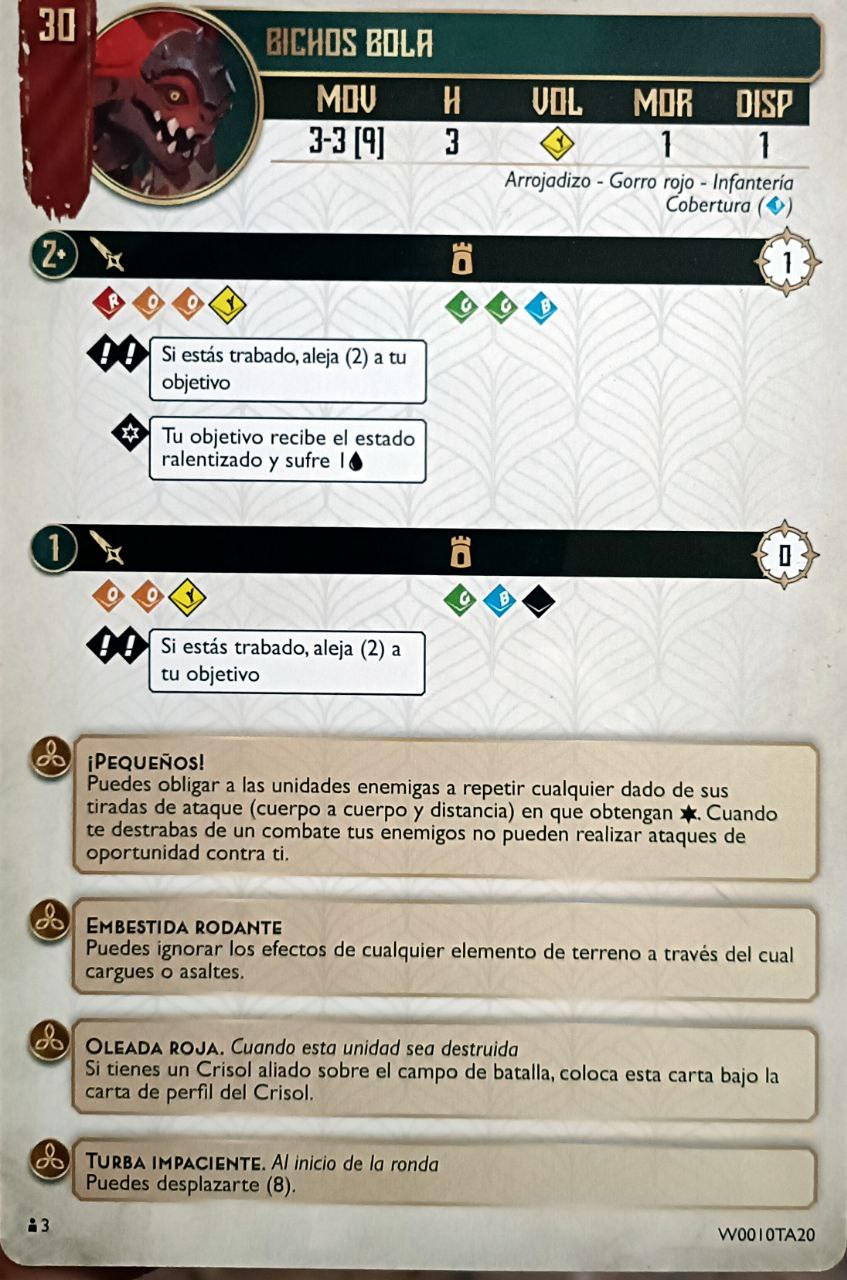 30
BICHOS BOLA
MOV H VOL MOR DISP
3-3 [9] 3 Y 1 1
Arrojadizo - Gorro rojo - Infantería
Cobertura (B)
2+ 1
R O O Y G G B
!! Si estás trabado, aleja (2) a tu
objetivo
Tu objetivo recibe el estado
ralentizado y sufre 1
1 0
O O Y G B
!! Si estás trabado, aleja (2) a
tu objetivo
¡PEQUEÑOS!
Puedes obligar a las unidades enemigas a repetir cualquier dado de sus
tiradas de ataque (cuerpo a cuerpo y distancia) en que obtengan ★. Cuando
te destrabas de un combate tus enemigos no pueden realizar ataques de
oportunidad contra ti.
EMBESTIDA RODANTE
Puedes ignorar los efectos de cualquier elemento de terreno a través del cual
cargues o asaltes.
OLEADA ROJA. Cuando esta unidad sea destruida
Si tienes un Crisol aliado sobre el campo de batalla, coloca esta carta bajo la
carta de perfil del Crisol.
TURBA IMPACIENTE. Al inicio de la ronda
Puedes desplazarte (8).
3
W0010TA20